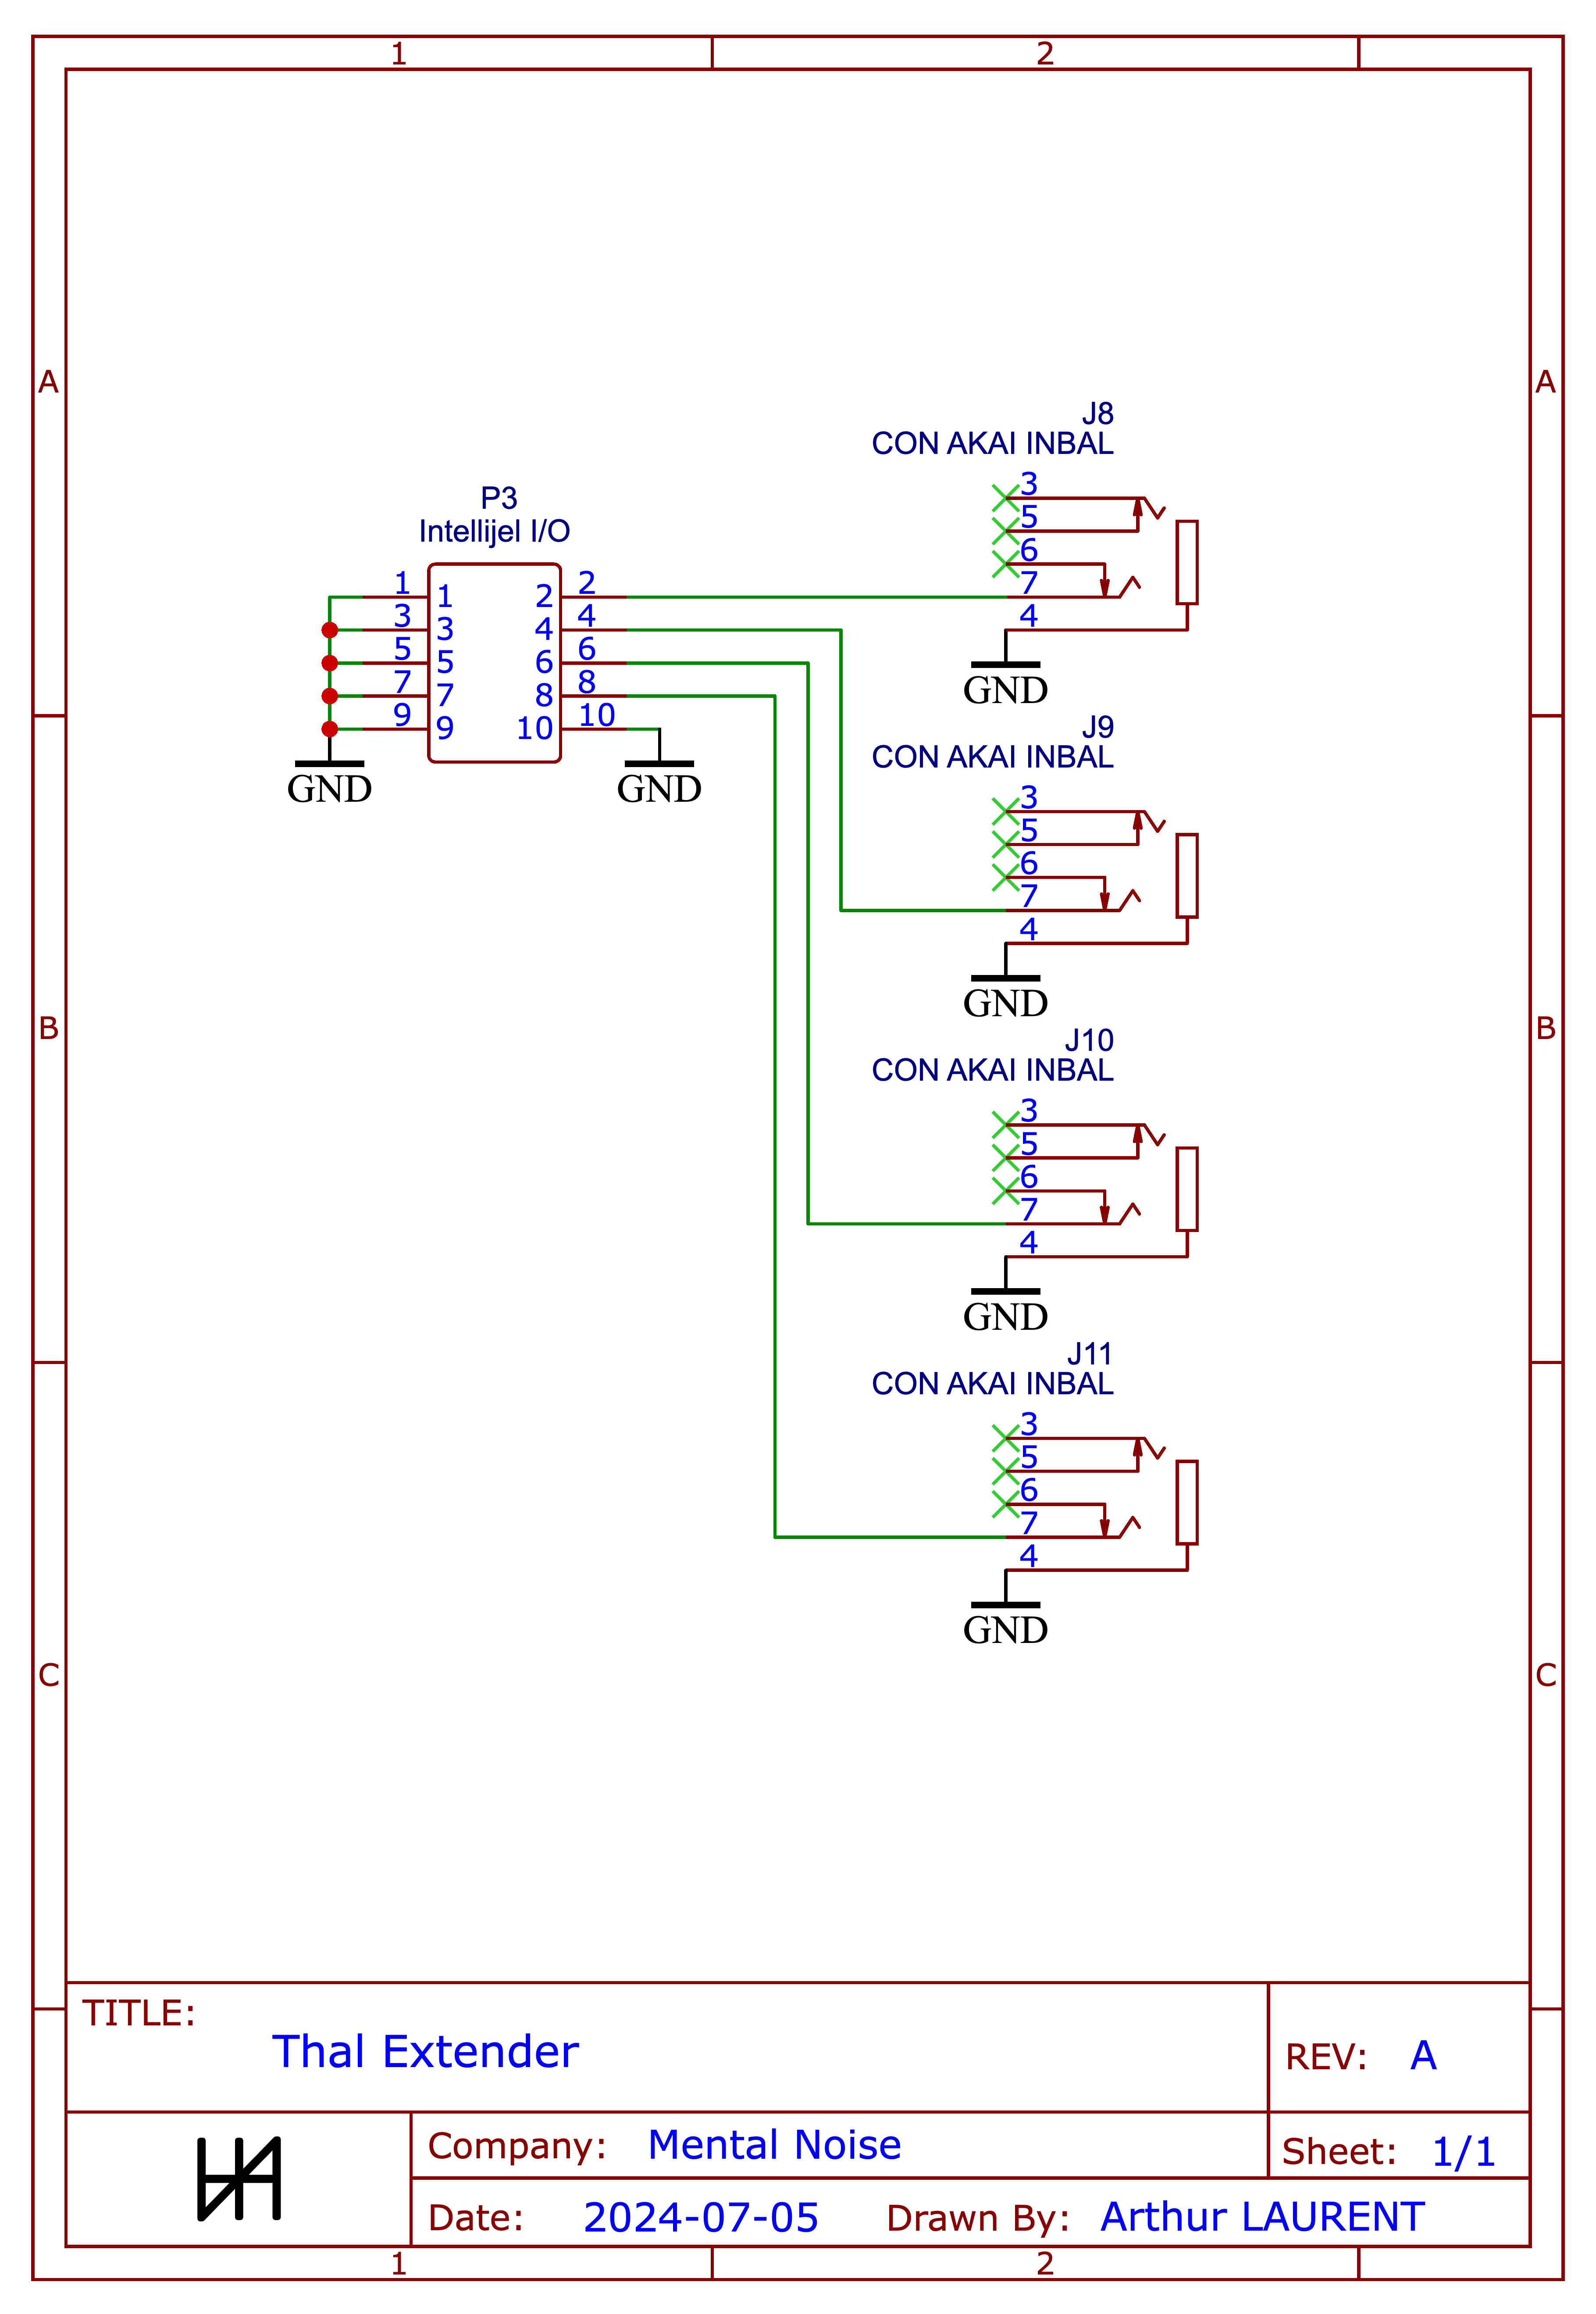 1 2
A A
J8
CON AKAI INBAL
3
5
6
7
4
GND
P3
Intellijel I/O
1 1 2 2
3 3 4 4
5 5 6 6
7 7 8 8
9 9 10 10
GND GND
J9
CON AKAI INBAL
3
5
6
7
4
GND
B B
J10
CON AKAI INBAL
3
5
6
7
4
GND
J11
CON AKAI INBAL
3
5
6
7
4
GND
C C
TITLE:
Thal Extender
REV: A
Company: Mental Noise
Sheet: 1/1
Date: 2024-07-05 Drawn By: Arthur LAURENT
1 2